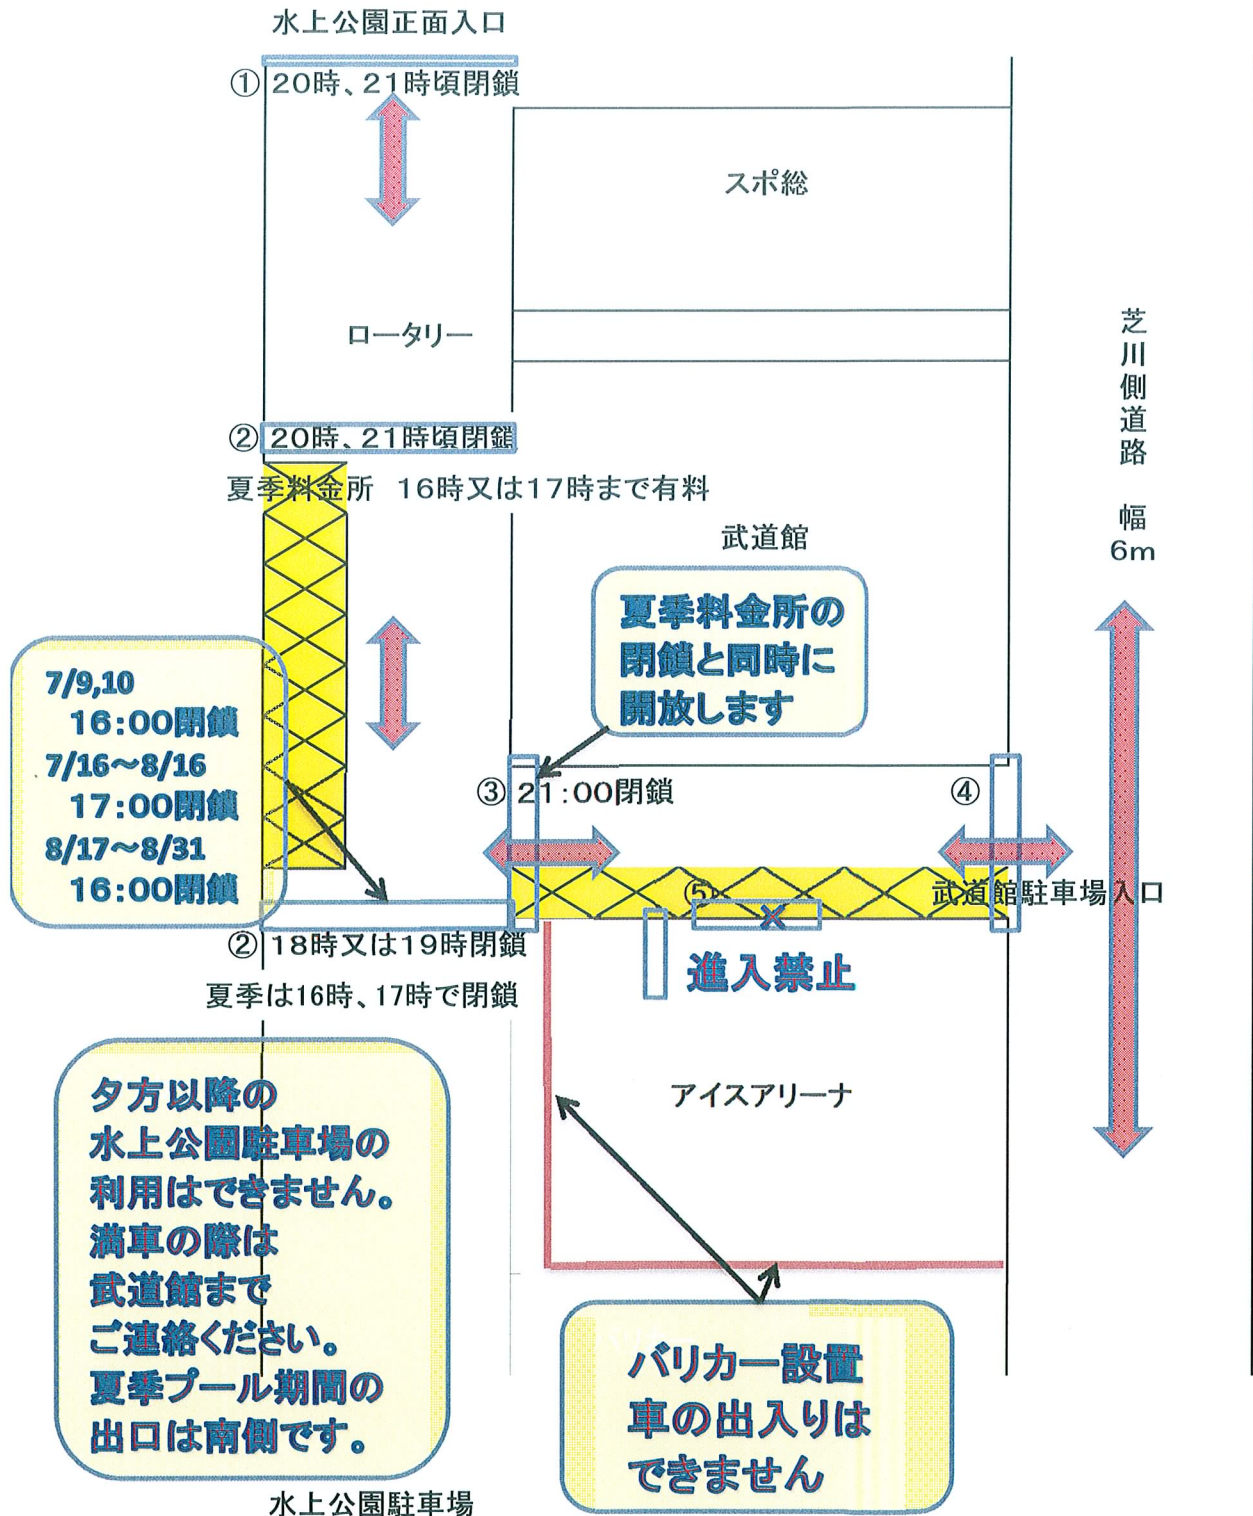 水上公園正面入口
① 20時、21時頃閉鎖
スポ総
ロータリー
芝川側道路 幅6m
② 20時、21時頃閉鎖
夏季料金所 16時又は17時まで有料
武道館
夏季料金所の
閉鎖と同時に
開放します
7/9,10
16:00閉鎖
7/16～8/16
17:00閉鎖
8/17～8/31
16:00閉鎖
③ 21:00閉鎖
④
⑤
武道館駐車場入口
② 18時又は19時閉鎖
進入禁止
夏季は16時、17時で閉鎖
アイスアリーナ
夕方以降の
水上公園駐車場の
利用はできません。
満車の際は
武道館まで
ご連絡ください。
夏季プール期間の
出口は南側です。
バリカー設置
車の出入りは
できません
水上公園駐車場